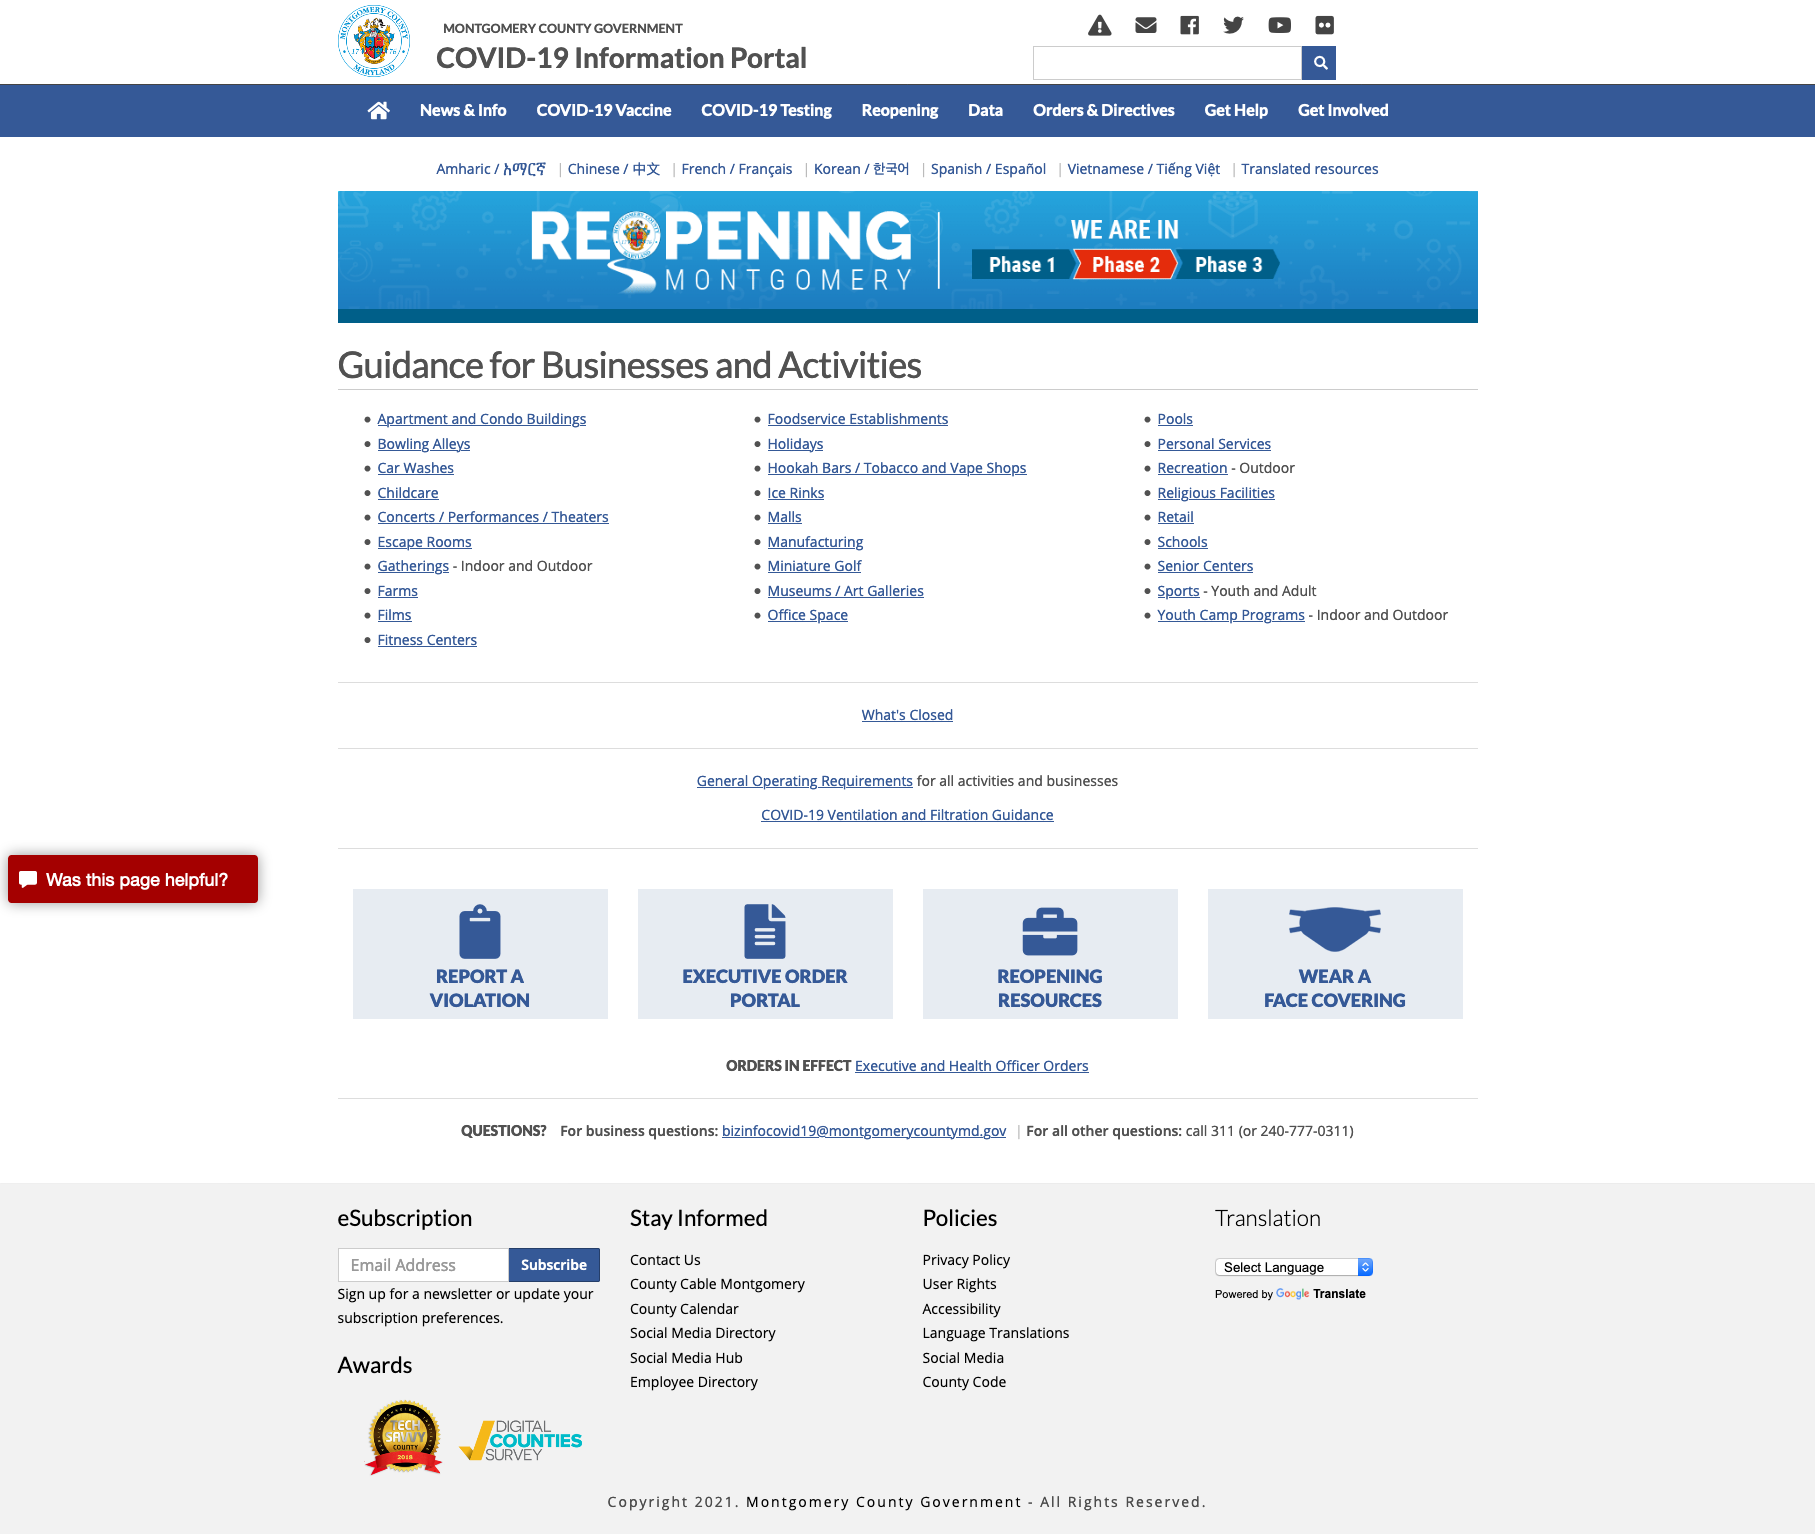 MONTGOMERY COUNTY GOVERNMENT
COVID-19 Information Portal
News & Info COVID-19 Vaccine COVID-19 Testing Reopening Data Orders & Directives Get Help Get Involved
Amharic / አማርኛ | Chinese / 中文 | French / Français | Korean / 한국어 | Spanish / Español | Vietnamese / Tiếng Việt | Translated resources
REOPENING
MONTGOMERY
WE ARE IN
Phase 1 Phase 2 Phase 3
Guidance for Businesses and Activities
Apartment and Condo Buildings
Bowling Alleys
Car Washes
Childcare
Concerts / Performances / Theaters
Escape Rooms
Gatherings - Indoor and Outdoor
Farms
Films
Fitness Centers
Foodservice Establishments
Holidays
Hookah Bars / Tobacco and Vape Shops
Ice Rinks
Malls
Manufacturing
Miniature Golf
Museums / Art Galleries
Office Space
Pools
Personal Services
Recreation - Outdoor
Religious Facilities
Retail
Schools
Senior Centers
Sports - Youth and Adult
Youth Camp Programs - Indoor and Outdoor
What's Closed
General Operating Requirements for all activities and businesses
COVID-19 Ventilation and Filtration Guidance
Was this page helpful?
REPORT A
VIOLATION
EXECUTIVE ORDER
PORTAL
REOPENING
RESOURCES
WEAR A
FACE COVERING
ORDERS IN EFFECT Executive and Health Officer Orders
QUESTIONS? For business questions: bizinfocovid19@montgomerycountymd.gov | For all other questions: call 311 (or 240-777-0311)
eSubscription
Email Address Subscribe
Sign up for a newsletter or update your
subscription preferences.
Awards
TECH
SAVVY
COUNTY
2018
DIGITAL
COUNTIES
SURVEY
Stay Informed
Contact Us
County Cable Montgomery
County Calendar
Social Media Directory
Social Media Hub
Employee Directory
Policies
Privacy Policy
User Rights
Accessibility
Language Translations
Social Media
County Code
Translation
Select Language
Powered by Google Translate
Copyright 2021. Montgomery County Government - All Rights Reserved.